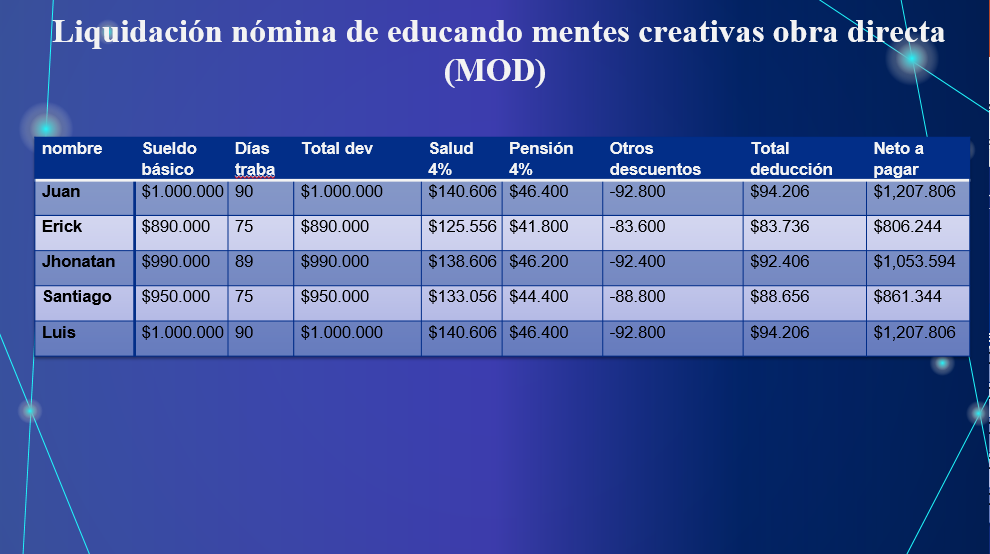 Liquidación nómina de educando mentes creativas obra directa
(MOD)
nombre Sueldo básico Días traba Total dev Salud 4% Pensión 4% Otros descuentos Total deducción Neto a pagar
Juan $1.000.000 90 $1.000.000 $140.606 $46.400 -92.800 $94.206 $1,207.806
Erick $890.000 75 $890.000 $125.556 $41.800 -83.600 $83.736 $806.244
Jhonatan $990.000 89 $990.000 $138.606 $46.200 -92.400 $92.406 $1,053.594
Santiago $950.000 75 $950.000 $133.056 $44.400 -88.800 $88.656 $861.344
Luis $1.000.000 90 $1.000.000 $140.606 $46.400 -92.800 $94.206 $1,207.806